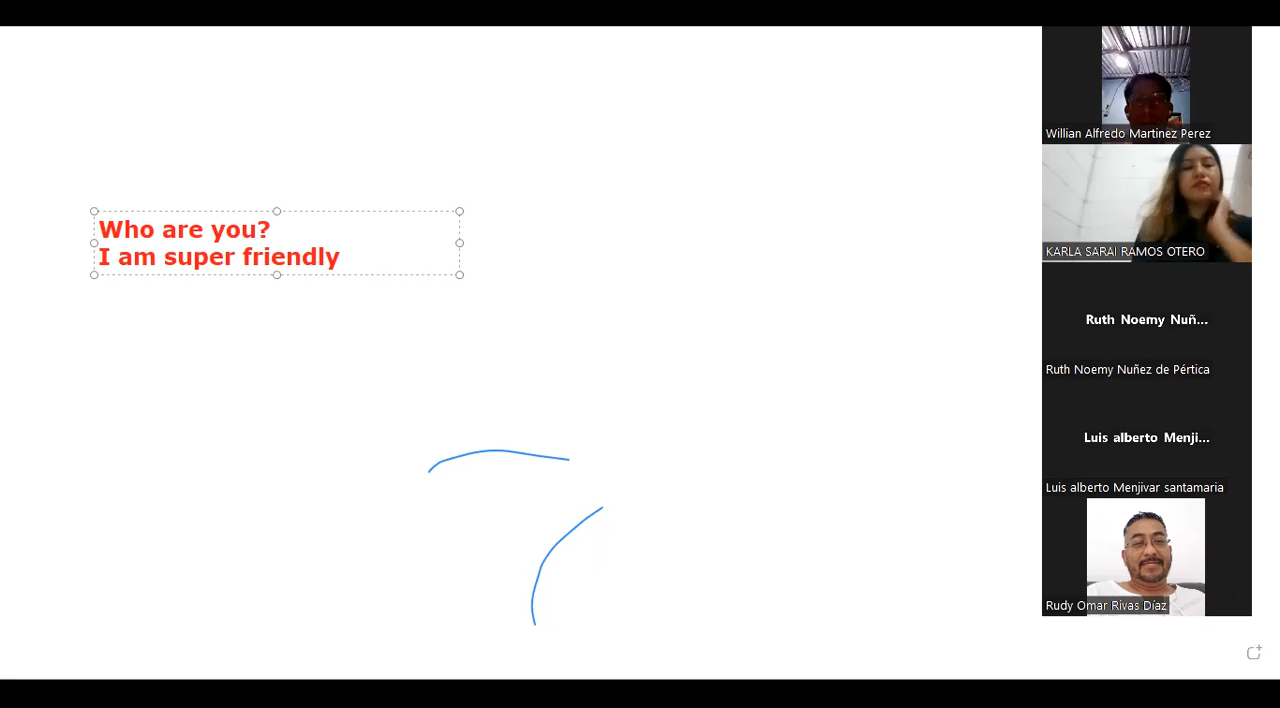 Who are you?
I am super friendly
Willian Alfredo Martinez Perez
KARLA SARAI RAMOS OTERO
Ruth Noemy Nuñ...
Ruth Noemy Nuñez de Pértica
Luis alberto Menji...
Luis alberto Menjivar santamaria
Rudy Omar Rivas Díaz